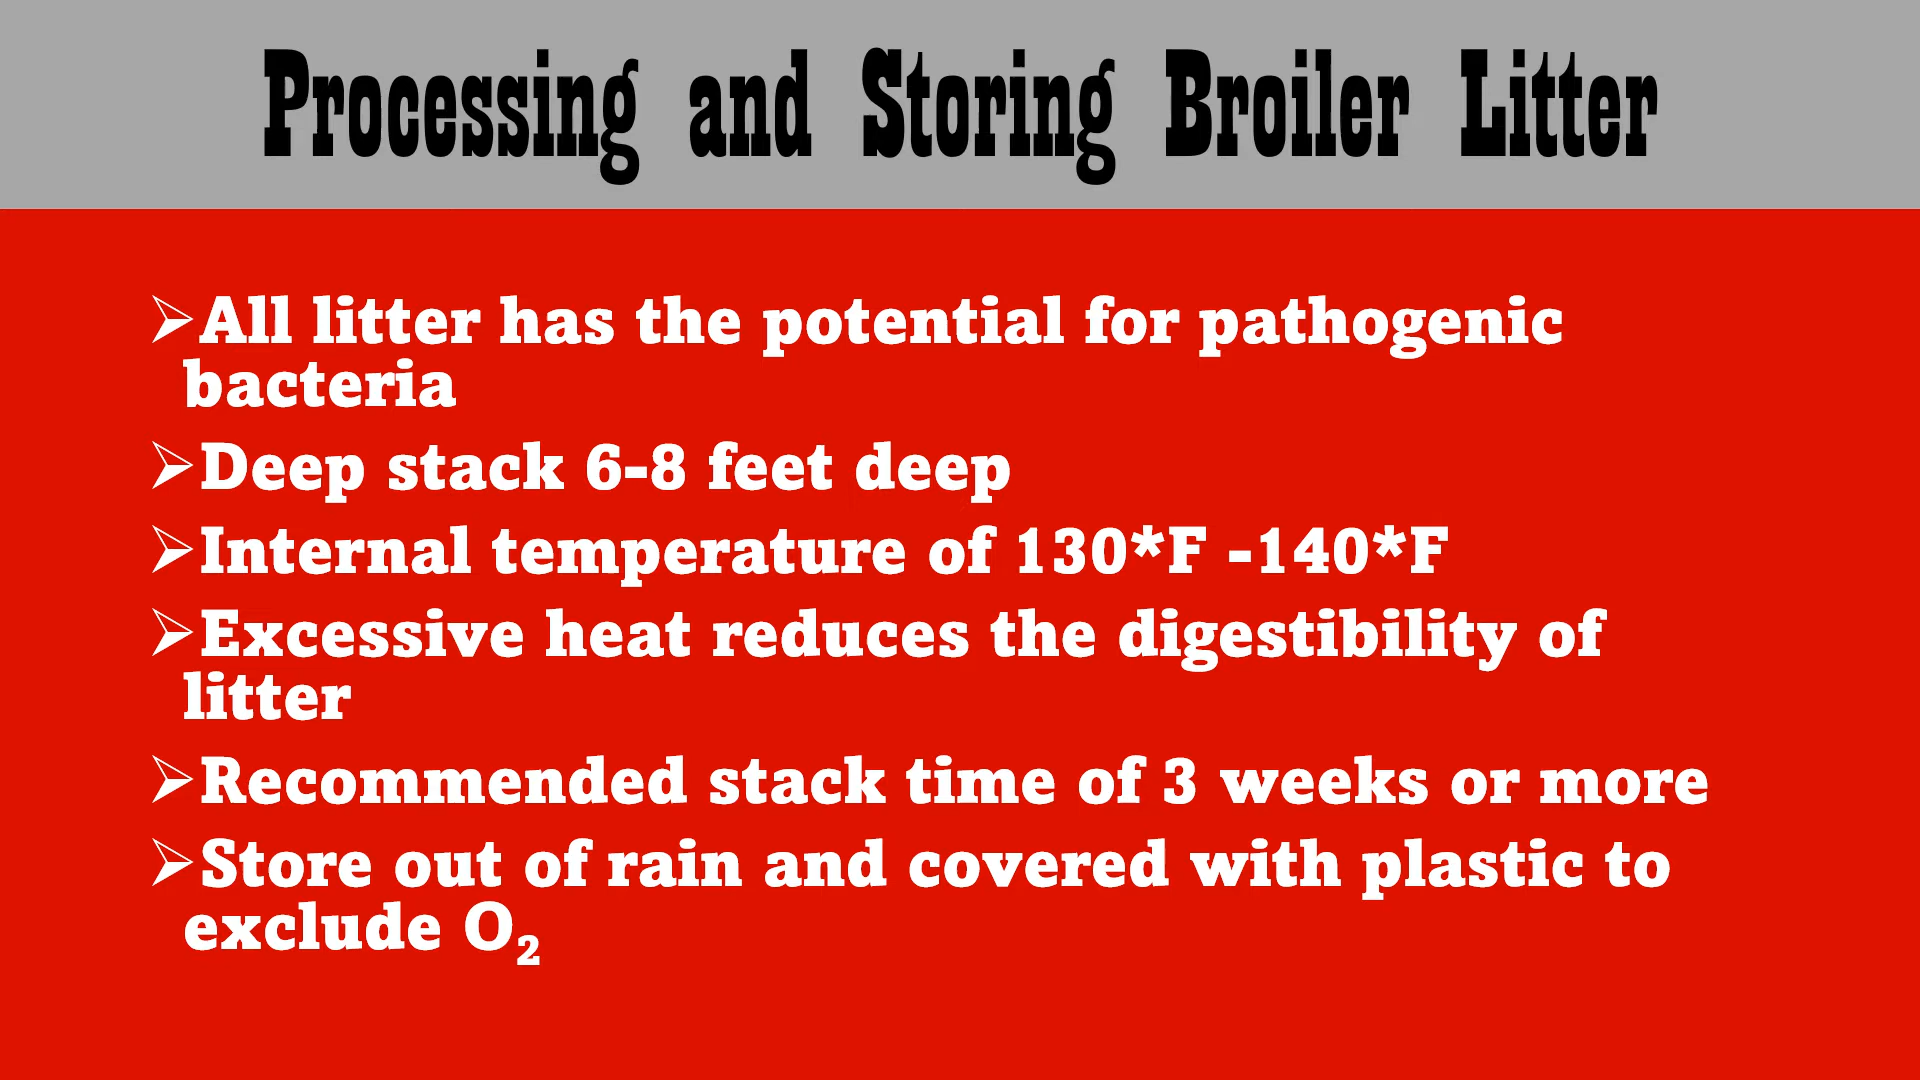 Processing and Storing Broiler Litter
➢All litter has the potential for pathogenic
bacteria
➢Deep stack 6-8 feet deep
➢Internal temperature of 130*F -140*F
➢Excessive heat reduces the digestibility of
litter
➢Recommended stack time of 3 weeks or more
➢Store out of rain and covered with plastic to
exclude O₂